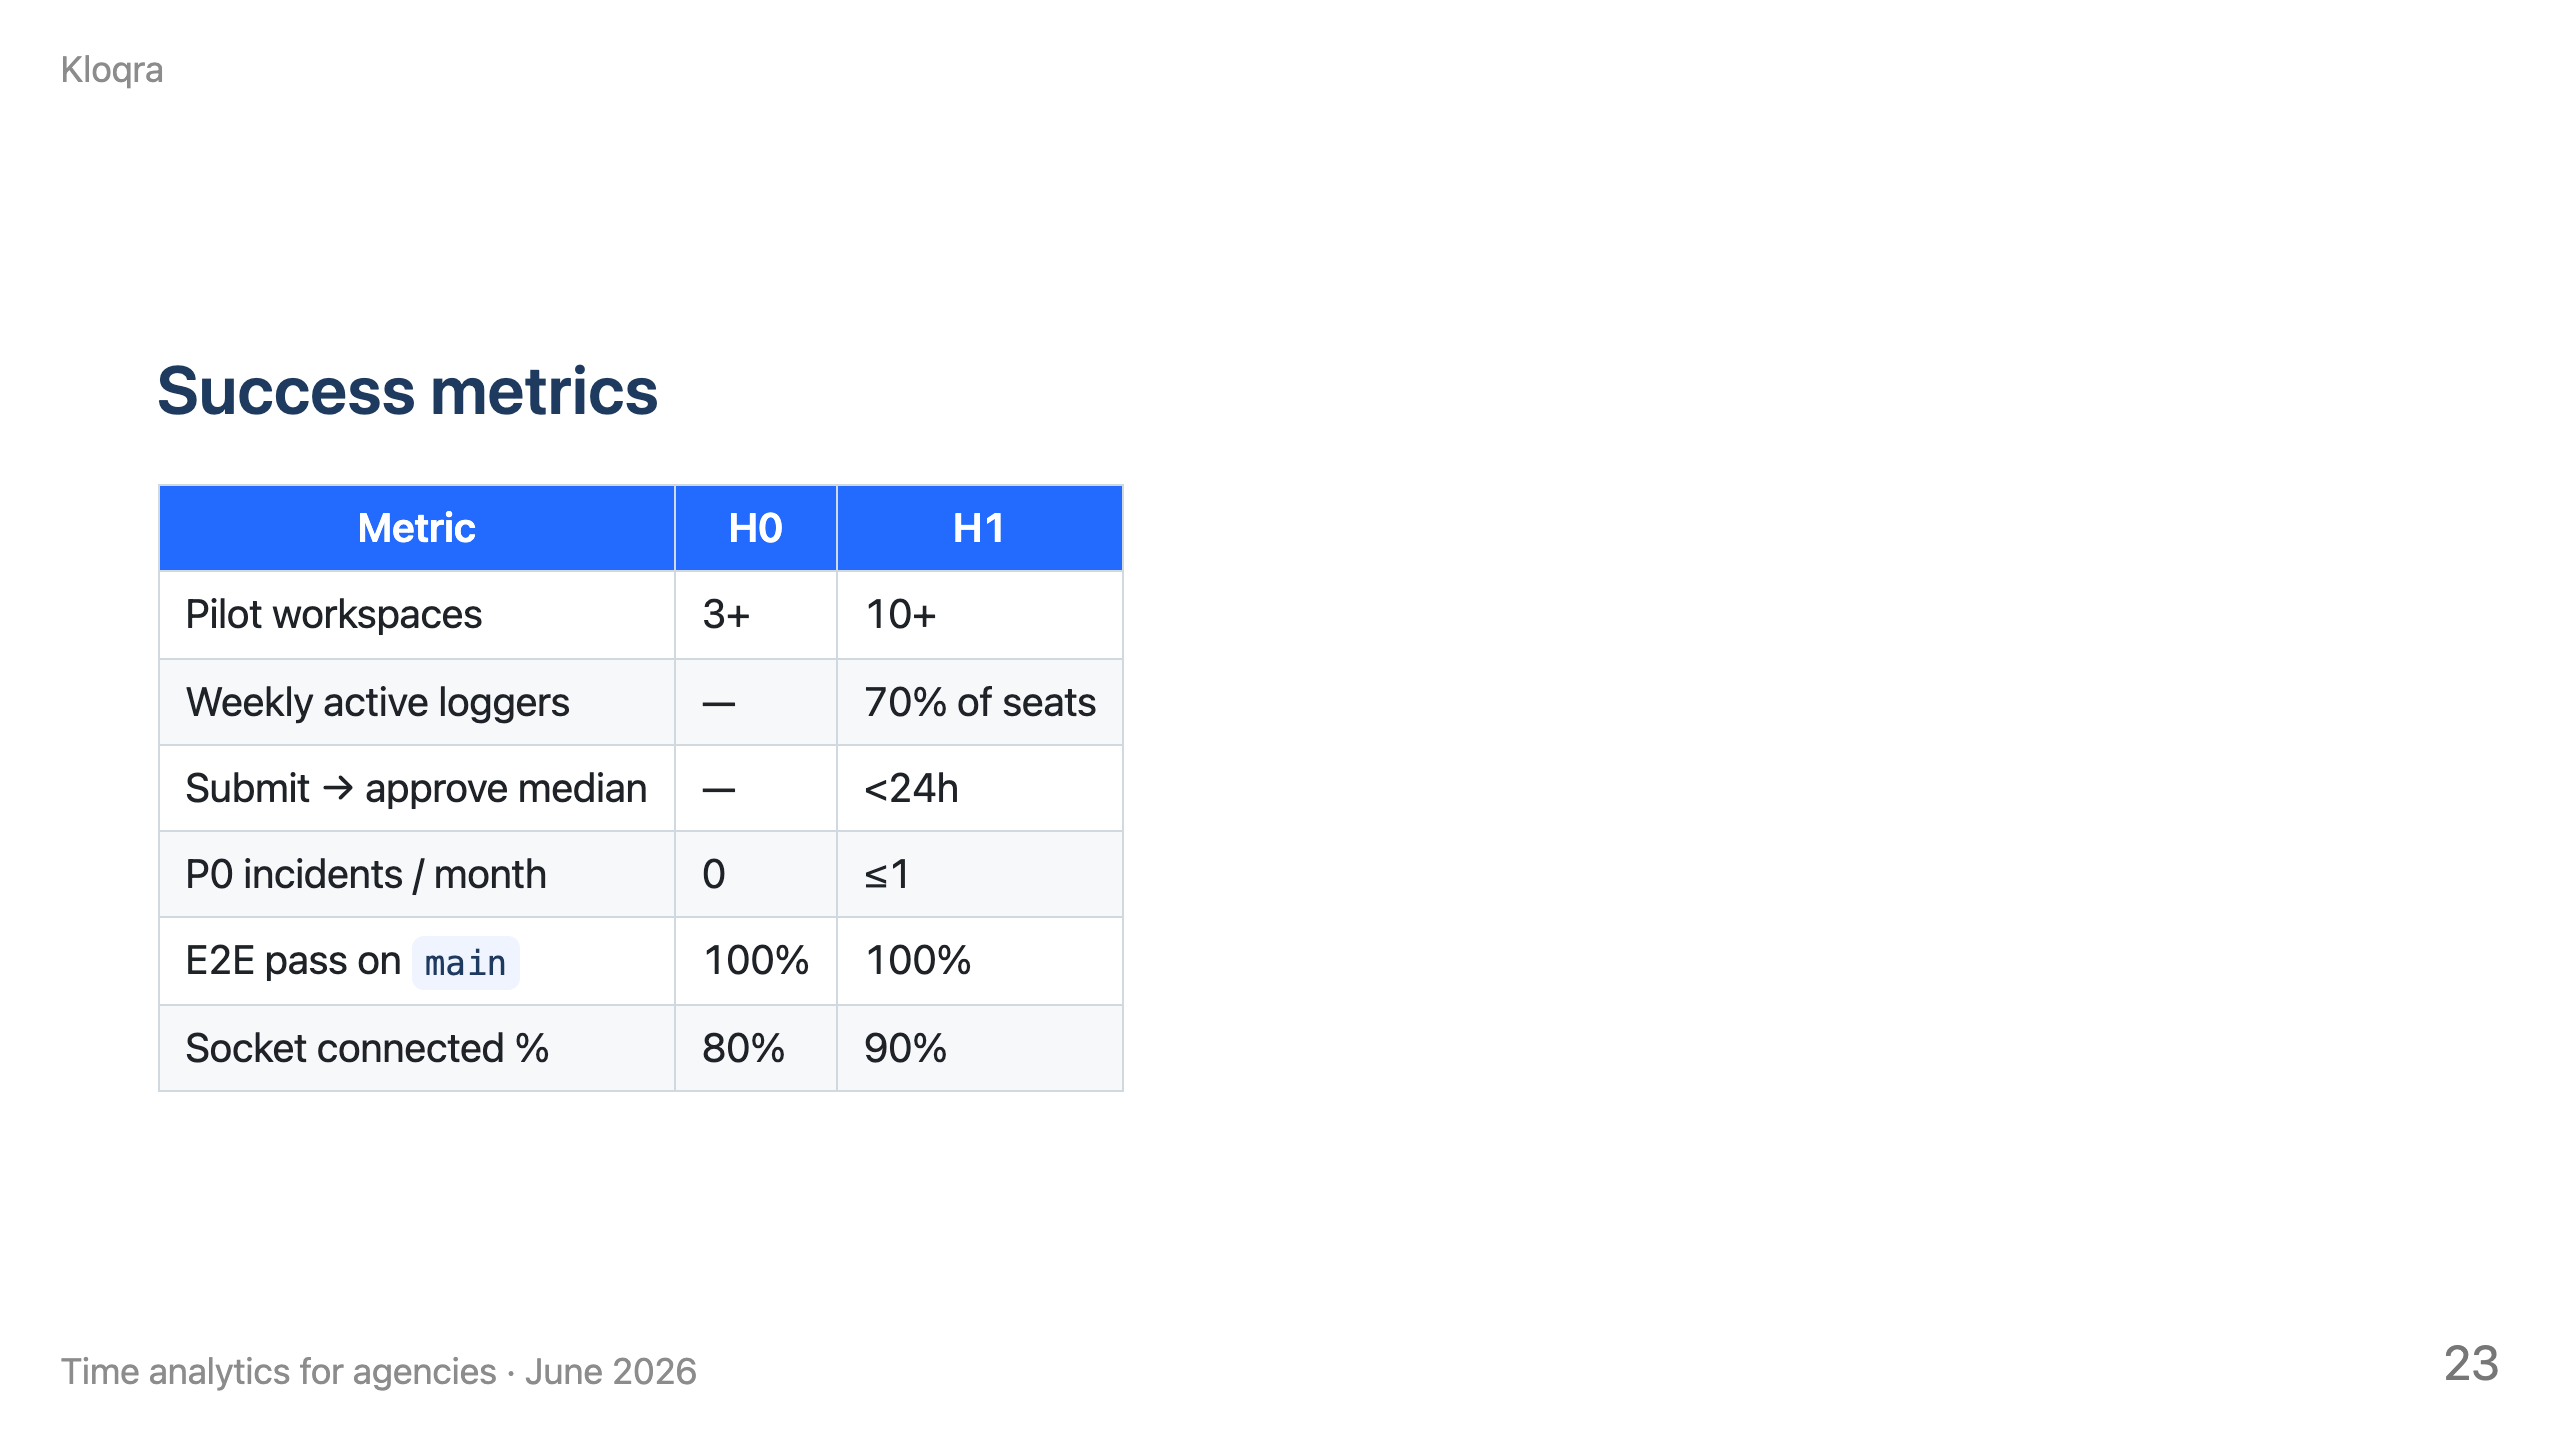 Kloqra
Success metrics
Metric H0 H1
Pilot workspaces 3+ 10+
Weekly active loggers — 70% of seats
Submit → approve median — <24h
P0 incidents / month 0 ≤1
E2E pass on main 100% 100%
Socket connected % 80% 90%
Time analytics for agencies · June 2026
23